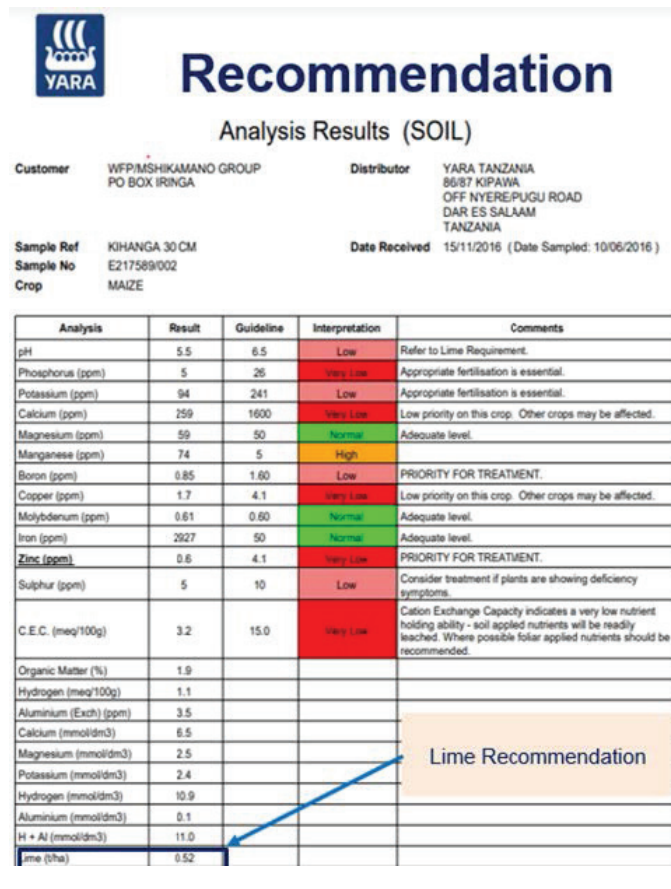 YARA
Recommendation
Analysis Results (SOIL)
Customer WFP/MSHIKAMANO GROUP
PO BOX IRINGA
Distributor YARA TANZANIA
86/87 KIPAWA
OFF NYERE/PUGU ROAD
DAR ES SALAAM
TANZANIA
Sample Ref KIHANGA 30 CM
Date Received 15/11/2016 (Date Sampled: 10/06/2016 )
Sample No E217589/002
Crop MAIZE
Analysis Result Guideline Interpretation Comments
pH 5.5 6.5 Low Refer to Lime Requirement.
Phosphorus (ppm) 5 26 Very Low Appropriate fertilisation is essential.
Potassium (ppm) 94 241 Low Appropriate fertilisation is essential.
Calcium (ppm) 259 1600 Very Low Low priority on this crop. Other crops may be affected.
Magnesium (ppm) 59 50 Normal Adequate level.
Manganese (ppm) 74 5 High
Boron (ppm) 0.85 1.60 Low PRIORITY FOR TREATMENT.
Copper (ppm) 1.7 4.1 Very Low Low priority on this crop. Other crops may be affected.
Molybdenum (ppm) 0.61 0.60 Normal Adequate level.
Iron (ppm) 2927 50 Normal Adequate level.
Zinc (ppm) 0.6 4.1 Very Low PRIORITY FOR TREATMENT.
Sulphur (ppm) 5 10 Low Consider treatment if plants are showing deficiency
symptoms.
C.E.C. (meq/100g) 3.2 15.0 Very Low Cation Exchange Capacity indicates a very low nutrient
holding ability - soil appled nutrients will be readily
leached. Where possible foliar applied nutrients should be
recommended.
Organic Matter (%) 1.9
Hydrogen (meq/100g) 1.1
Aluminium (Exch) (ppm) 3.5
Calcium (mmol/dm3) 6.5
Magnesium (mmol/dm3) 2.5
Potassium (mmol/dm3) 2.4
Hydrogen (mmol/dm3) 10.9
Aluminium (mmol/dm3) 0.1
H + Al (mmol/dm3) 11.0
Lime (t/ha) 0.52
Lime Recommendation